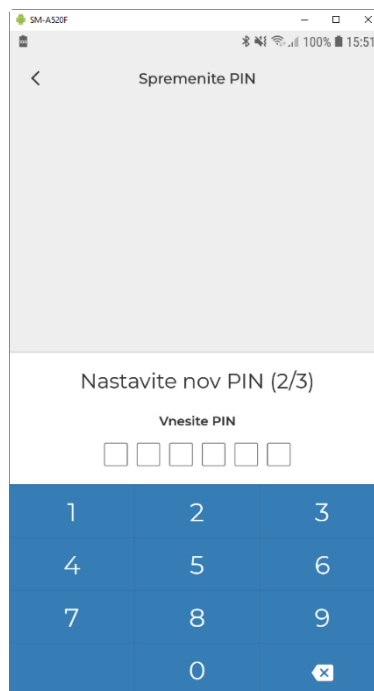 SM-A520F
100% 15:51
Spremenite PIN
Nastavite nov PIN (2/3)
Vnesite PIN
1 2 3
4 5 6
7 8 9
0